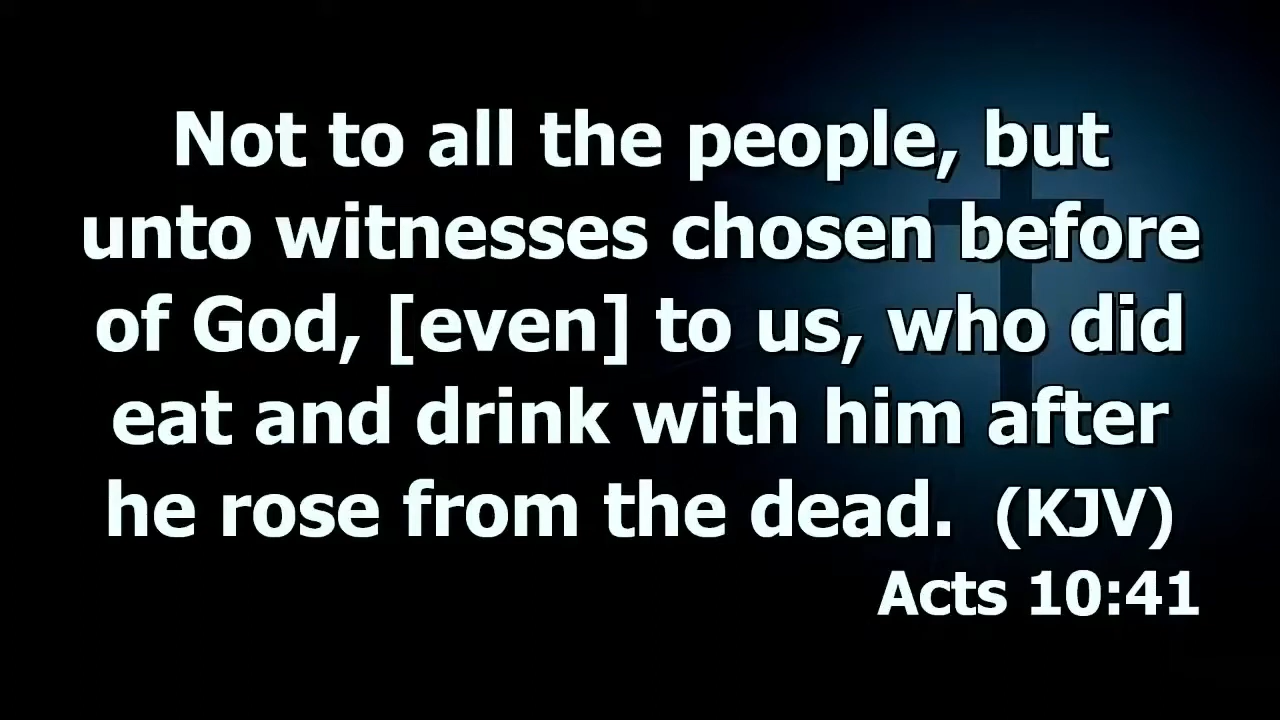 Not to all the people, but
unto witnesses chosen before
of God, [even] to us, who did
eat and drink with him after
he rose from the dead. (KJV)
Acts 10:41